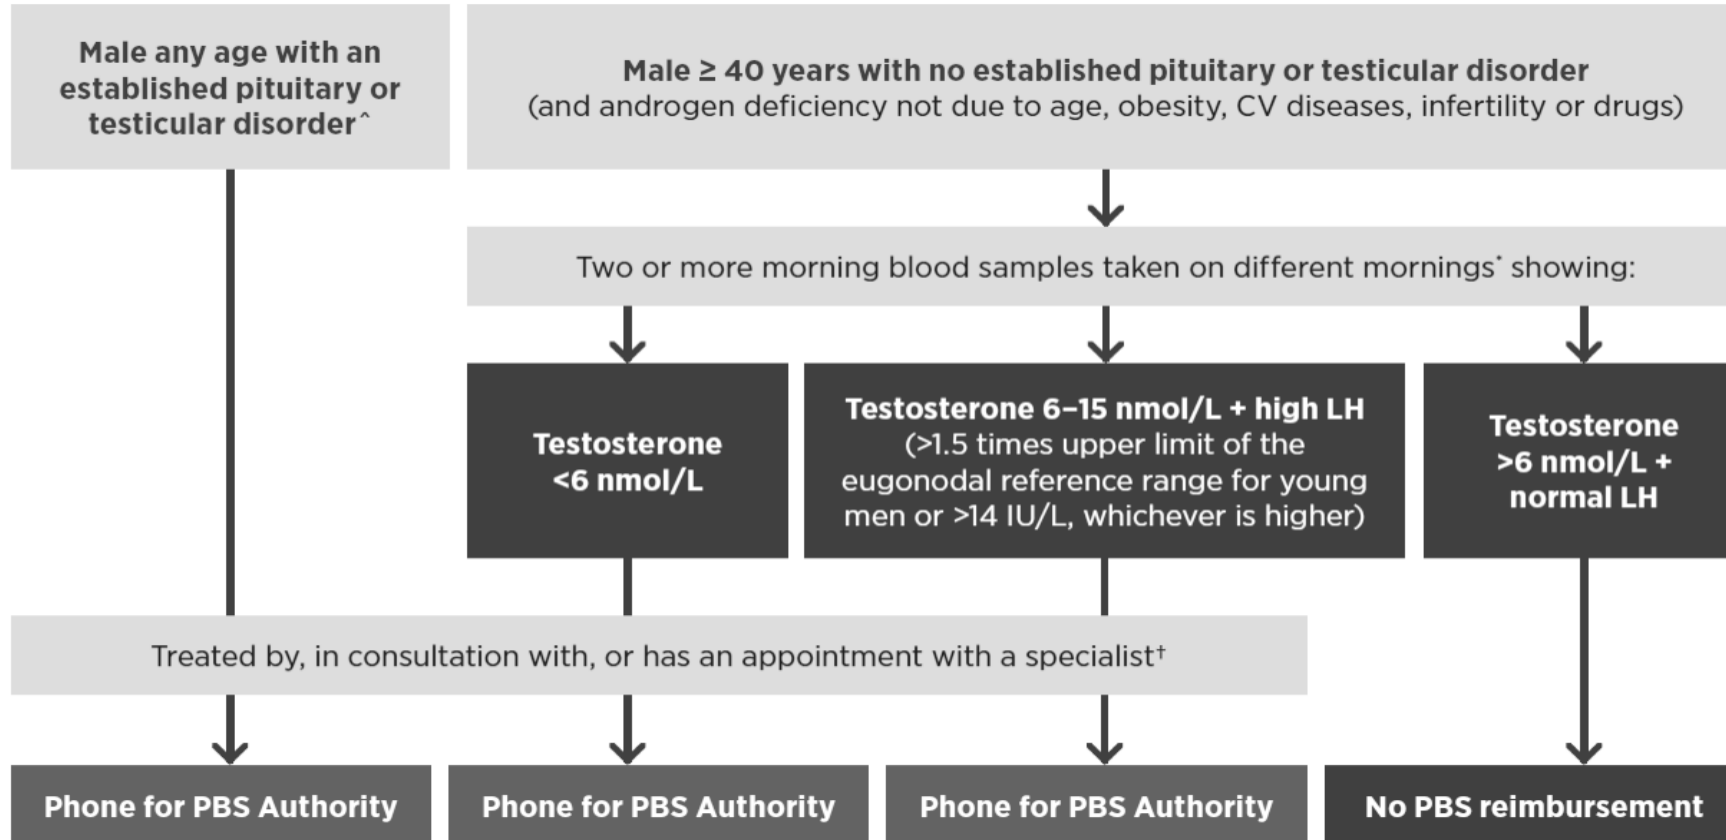 Male any age with an
established pituitary or
testicular disorder^
Male ≥ 40 years with no established pituitary or testicular disorder
(and androgen deficiency not due to age, obesity, CV diseases, infertility or drugs)
Two or more morning blood samples taken on different mornings* showing:
Testosterone
<6 nmol/L
Testosterone 6–15 nmol/L + high LH
(>1.5 times upper limit of the
eugonodal reference range for young
men or >14 IU/L, whichever is higher)
Testosterone
>6 nmol/L +
normal LH
Treated by, in consultation with, or has an appointment with a specialist†
Phone for PBS Authority
Phone for PBS Authority
Phone for PBS Authority
No PBS reimbursement